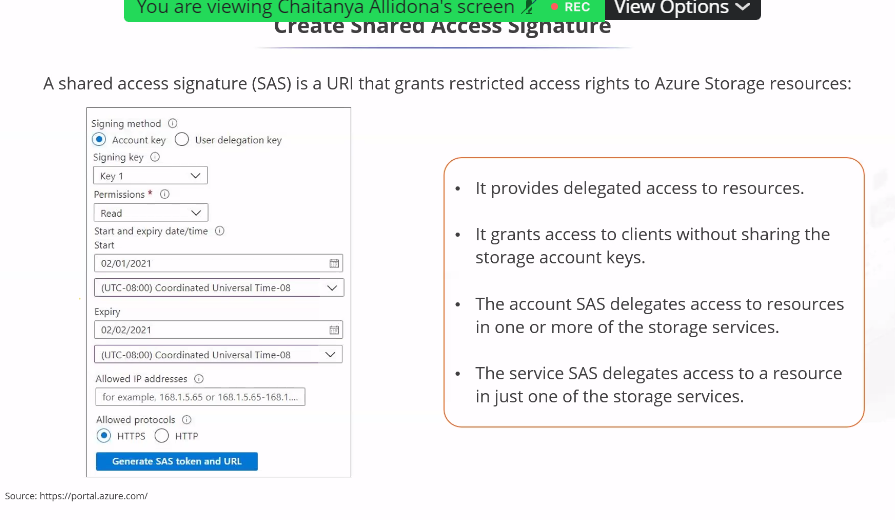 You are viewing Chaitanya Allidona's screen
REC
View Options
Create Shared Access Signature
A shared access signature (SAS) is a URI that grants restricted access rights to Azure Storage resources:
Signing method
Account key
User delegation key
Signing key
Key 1
Permissions *
Read
Start and expiry date/time
Start
02/01/2021
(UTC-08:00) Coordinated Universal Time-08
Expiry
02/02/2021
(UTC-08:00) Coordinated Universal Time-08
Allowed IP addresses
for example, 168.1.5.65 or 168.1.5.65-168.1....
Allowed protocols
HTTPS
HTTP
Generate SAS token and URL
• It provides delegated access to resources.
• It grants access to clients without sharing the
storage account keys.
• The account SAS delegates access to resources
in one or more of the storage services.
• The service SAS delegates access to a resource
in just one of the storage services.
Source: https://portal.azure.com/